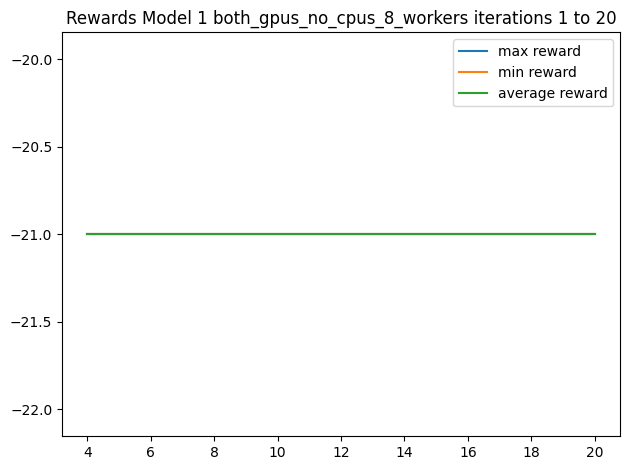 Rewards Model 1 both_gpus_no_cpus_8_workers iterations 1 to 20
max reward
min reward
average reward
−20.0
−20.5
−21.0
−21.5
−22.0
4 6 8 10 12 14 16 18 20